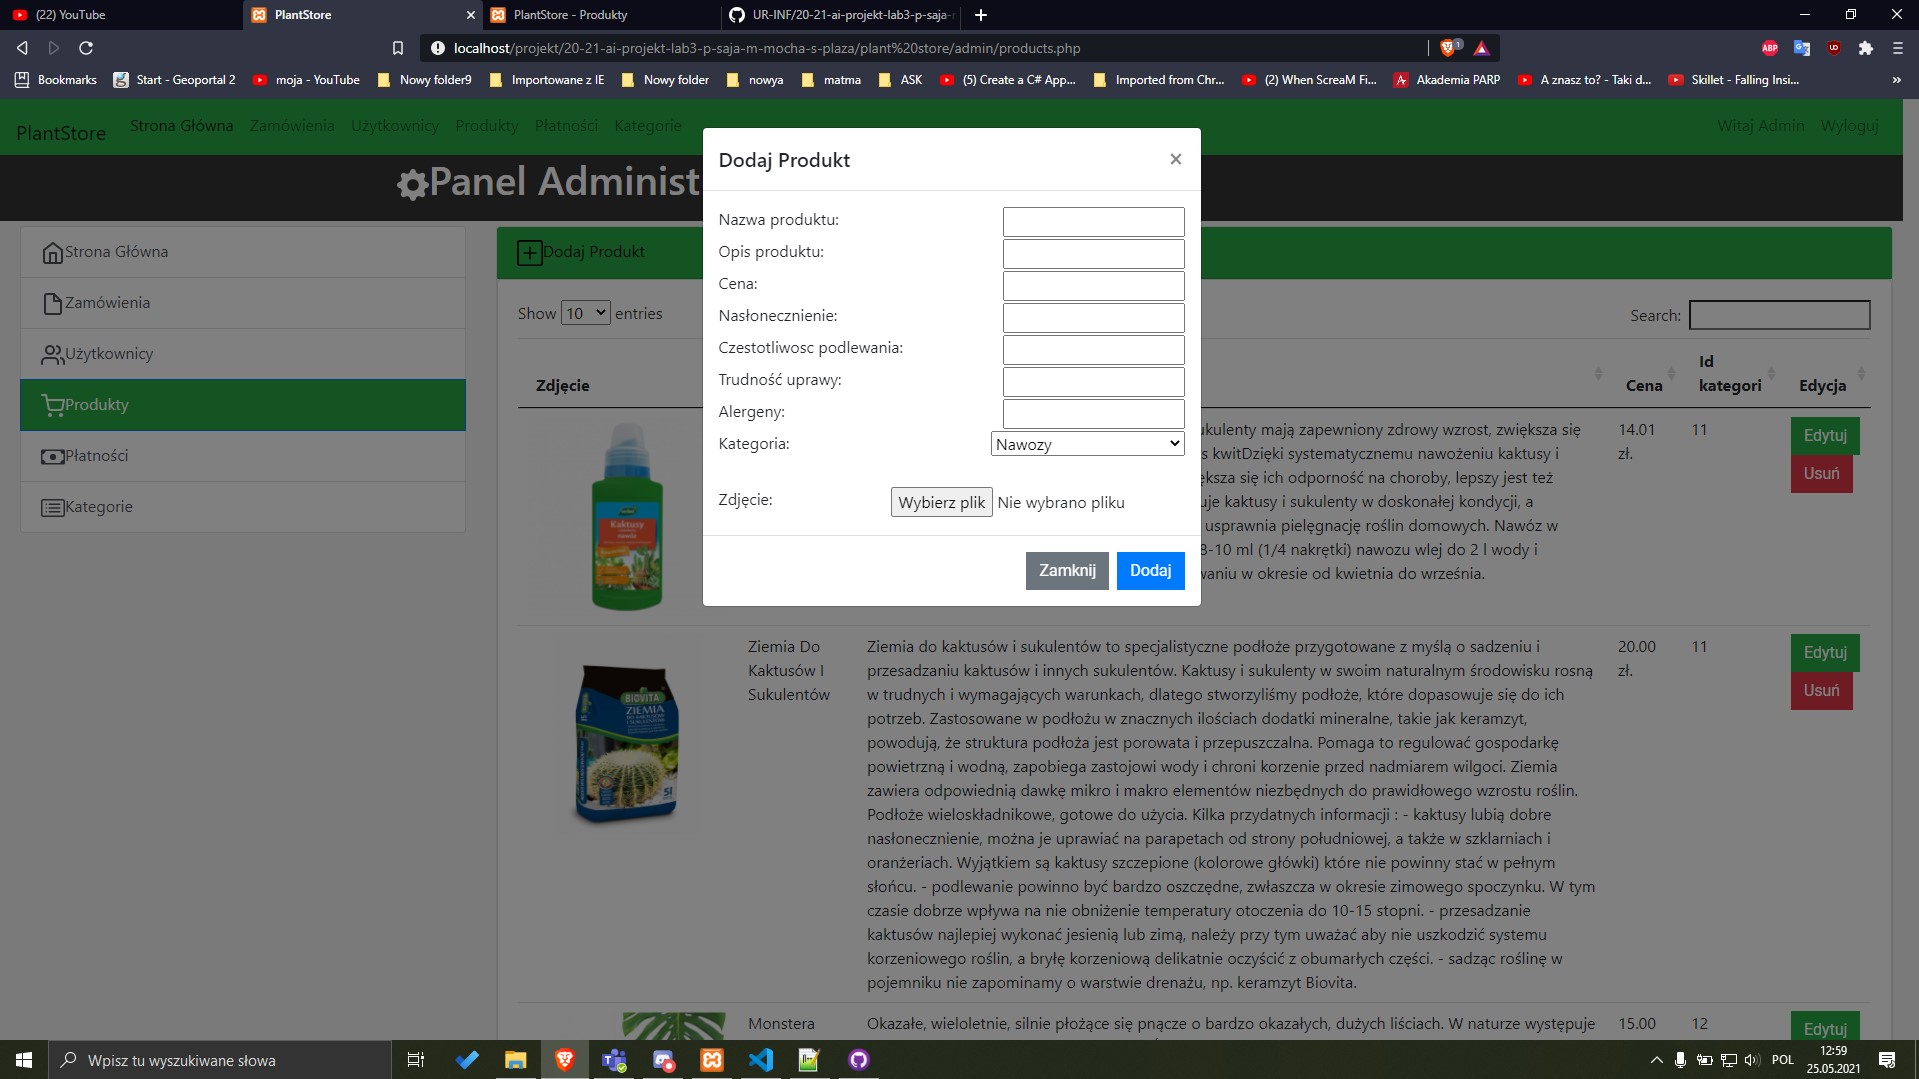 (22) YouTube
PlantStore
PlantStore - Produkty
UR-INF/20-21-ai-projekt-lab3-p-saja-
localhost/projekt/20-21-ai-projekt-lab3-p-saja-m-mocha-s-plaza/plant%20store/admin/products.php
1
ABP
Bookmarks
Start - Geoportal 2
moja - YouTube
Nowy folder9
Importowane z IE
Nowy folder
nowya
matma
ASK
(5) Create a C# App...
Imported from Chr...
(2) When ScreaM Fi...
Akademia PARP
A znasz to? - Taki d...
Skillet - Falling Insi...
»
PlantStore
Strona Główna
Zamówienia
Użytkownicy
Produkty
Płatności
Kategorie
Witaj Admin
Wyloguj
Panel Administ
Strona Główna
Zamówienia
Użytkownicy
Produkty
Płatności
Kategorie
Dodaj Produkt
Show 10 entries
Search:
Zdjęcie
Cena
Id
kategori
Edycja
Dodaj Produkt
×
Nazwa produktu:
Opis produktu:
Cena:
Nasłonecznienie:
Czestotliwosc podlewania:
Trudność uprawy:
Alergeny:
Kategoria:
Nawozy
Zdjęcie:
Wybierz plik Nie wybrano pliku
Zamknij
Dodaj
Kaktusy
nawóz
ukulenty mają zapewniony zdrowy wzrost, zwiększa się
s kwitDzięki systematycznemu nawożeniu kaktusy i
ksza się ich odporność na choroby, lepszy jest też
uje kaktusy i sukulenty w doskonałej kondycji, a
usprawnia pielęgnację roślin domowych. Nawóz w
8-10 ml (1/4 nakrętki) nawozu wlej do 2 l wody i
waniu w okresie od kwietnia do września.
14.01
zł.
11
Edytuj
Usuń
BIOVITA
ZIEMIA
5l
Ziemia Do
Kaktusów I
Sukulentów
Ziemia do kaktusów i sukulentów to specjalistyczne podłoże przygotowane z myślą o sadzeniu i
przesadzaniu kaktusów i innych sukulentów. Kaktusy i sukulenty w swoim naturalnym środowisku rosną
w trudnych i wymagających warunkach, dlatego stworzyliśmy podłoże, które dopasowuje się do ich
potrzeb. Zastosowane w podłożu w znacznych ilościach dodatki mineralne, takie jak keramzyt,
powodują, że struktura podłoża jest porowata i przepuszczalna. Pomaga to regulować gospodarkę
powietrzną i wodną, zapobiega zastojowi wody i chroni korzenie przed nadmiarem wilgoci. Ziemia
zawiera odpowiednią dawkę mikro i makro elementów niezbędnych do prawidłowego wzrostu roślin.
Podłoże wieloskładnikowe, gotowe do użycia. Kilka przydatnych informacji : - kaktusy lubią dobre
nasłonecznienie, można je uprawiać na parapetach od strony południowej, a także w szklarniach i
oranżeriach. Wyjątkiem są kaktusy szczepione (kolorowe główki) które nie powinny stać w pełnym
słońcu. - podlewanie powinno być bardzo oszczędne, zwłaszcza w okresie zimowego spoczynku. W tym
czasie dobrze wpływa na nie obniżenie temperatury otoczenia do 10-15 stopni. - przesadzanie
kaktusów najlepiej wykonać jesienią lub zimą, należy przy tym uważać aby nie uszkodzić systemu
korzeniowego roślin, a bryłę korzeniową delikatnie oczyścić z obumarłych części. - sadząc roślinę w
pojemniku nie zapominamy o warstwie drenażu, np. keramzyt Biovita.
20.00
zł.
11
Edytuj
Usuń
Monstera
Okazałe, wieloletnie, silnie płożące się pnącze o bardzo okazałych, dużych liściach. W naturze występuje
15.00
12
Edytuj
Wpisz tu wyszukiwane słowa
POL
12:59
25.05.2021